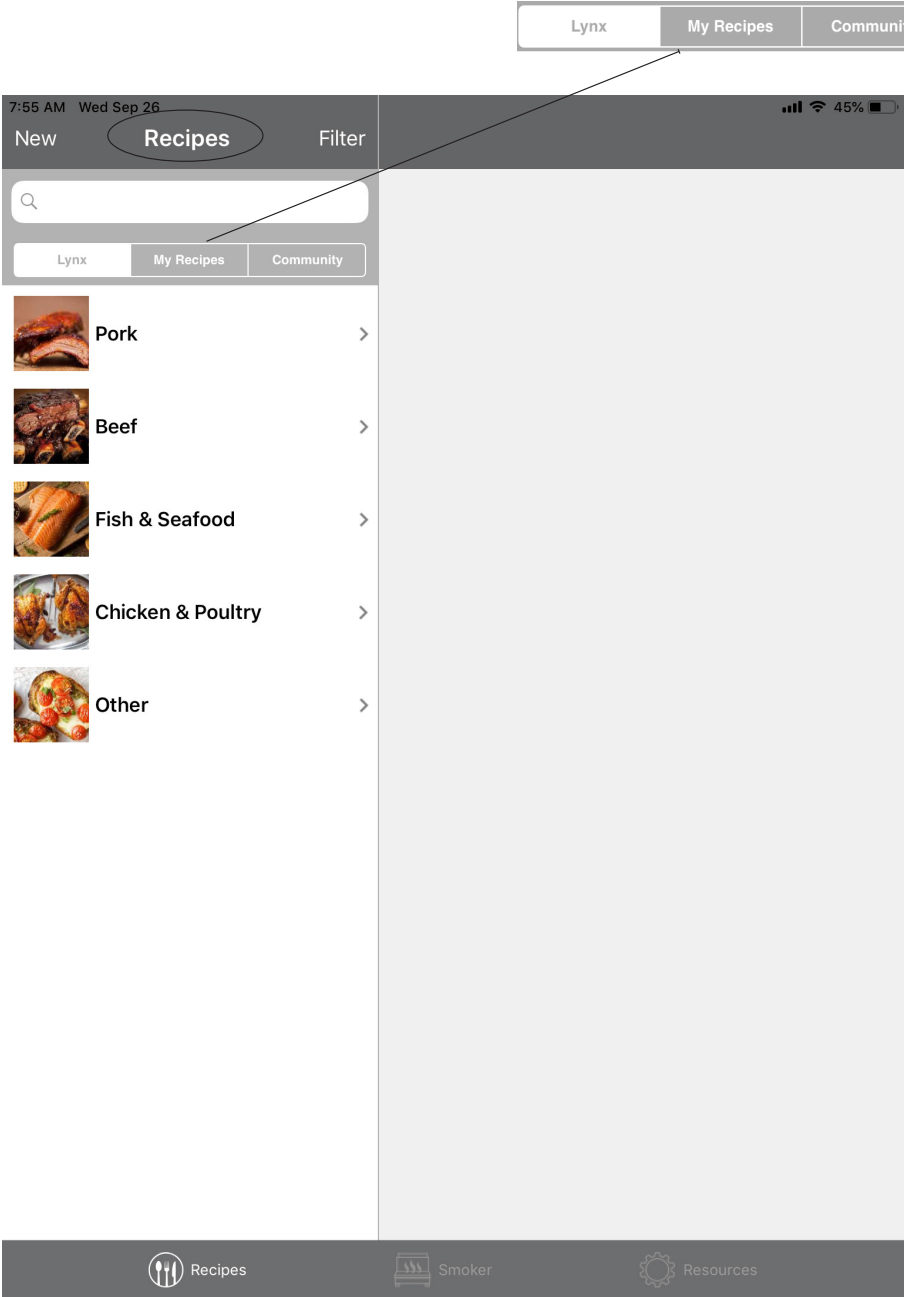 Lynx My Recipes Communi
7:55 AM Wed Sep 26 45%
New Recipes Filter
Lynx My Recipes Community
Pork
Beef
Fish & Seafood
Chicken & Poultry
Other
Recipes Smoker Resources